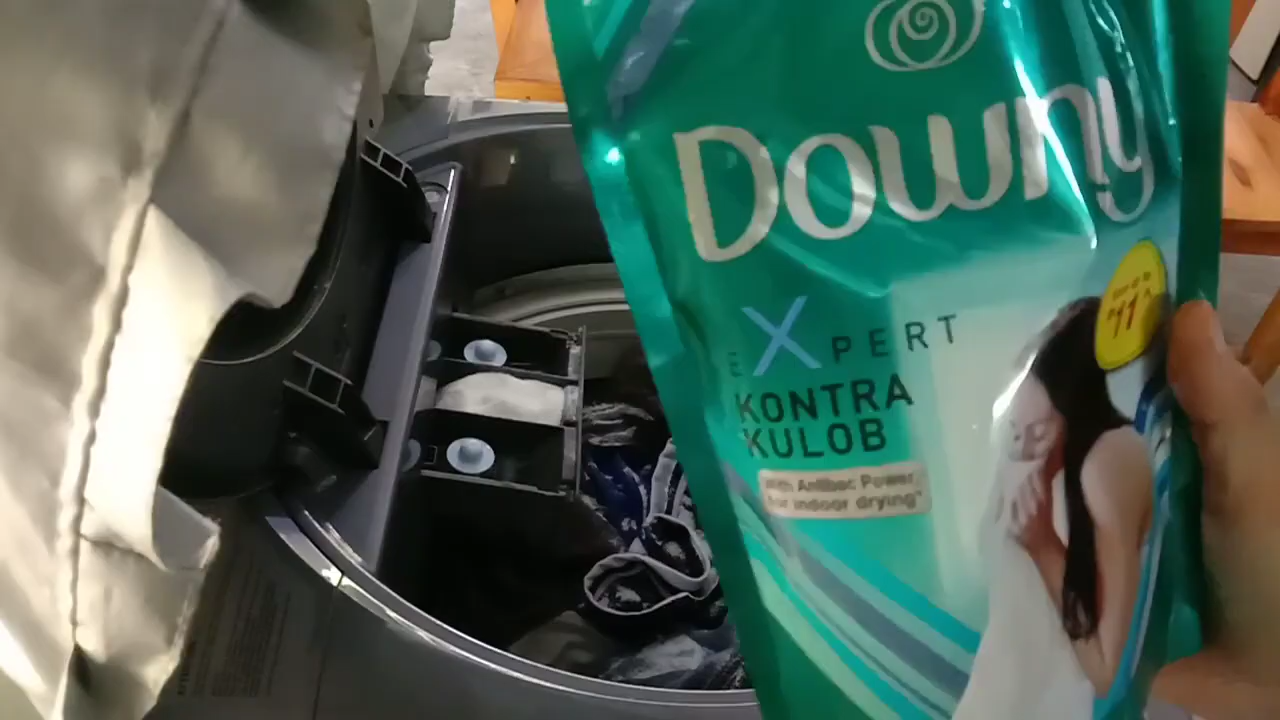 Downy
EXPERT
KONTRA
KULOB
With Antibac Power
for indoor drying*